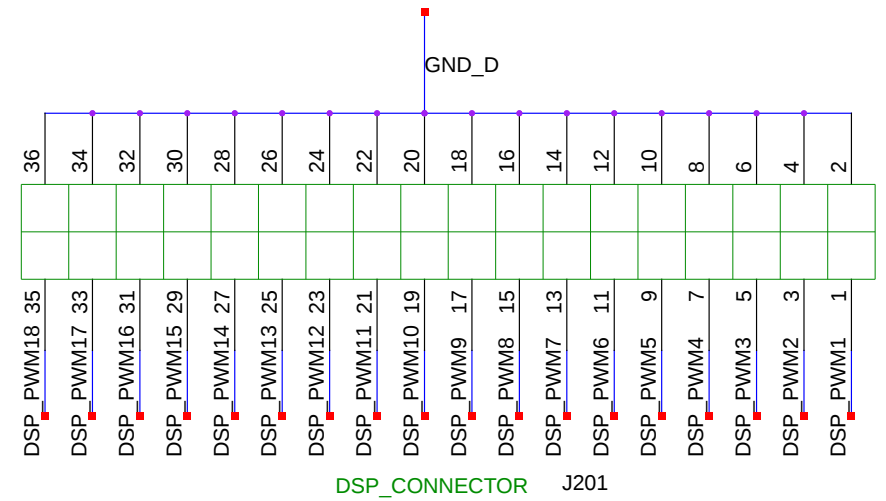 GND_D
36 34 32 30 28 26 24 22 20 18 16 14 12 10 8 6 4 2
35 33 31 29 27 25 23 21 19 17 15 13 11 9 7 5 3 1
DSP_PWM18 DSP_PWM17 DSP_PWM16 DSP_PWM15 DSP_PWM14 DSP_PWM13 DSP_PWM12 DSP_PWM11 DSP_PWM10 DSP_PWM9 DSP_PWM8 DSP_PWM7 DSP_PWM6 DSP_PWM5 DSP_PWM4 DSP_PWM3 DSP_PWM2 DSP_PWM1
DSP_CONNECTOR J201